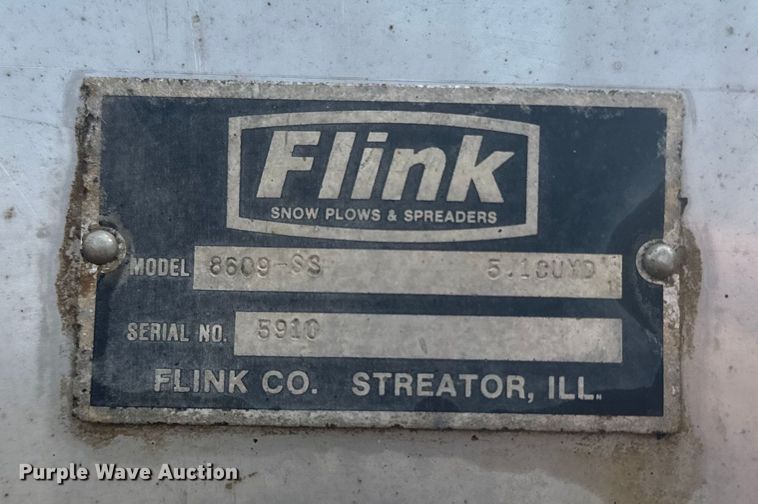 Flink
SNOW PLOWS & SPREADERS
MODEL 8609-SS 5.1CUYD
SERIAL NO. 5910
FLINK CO. STREATOR, ILL.
Purple Wave Auction